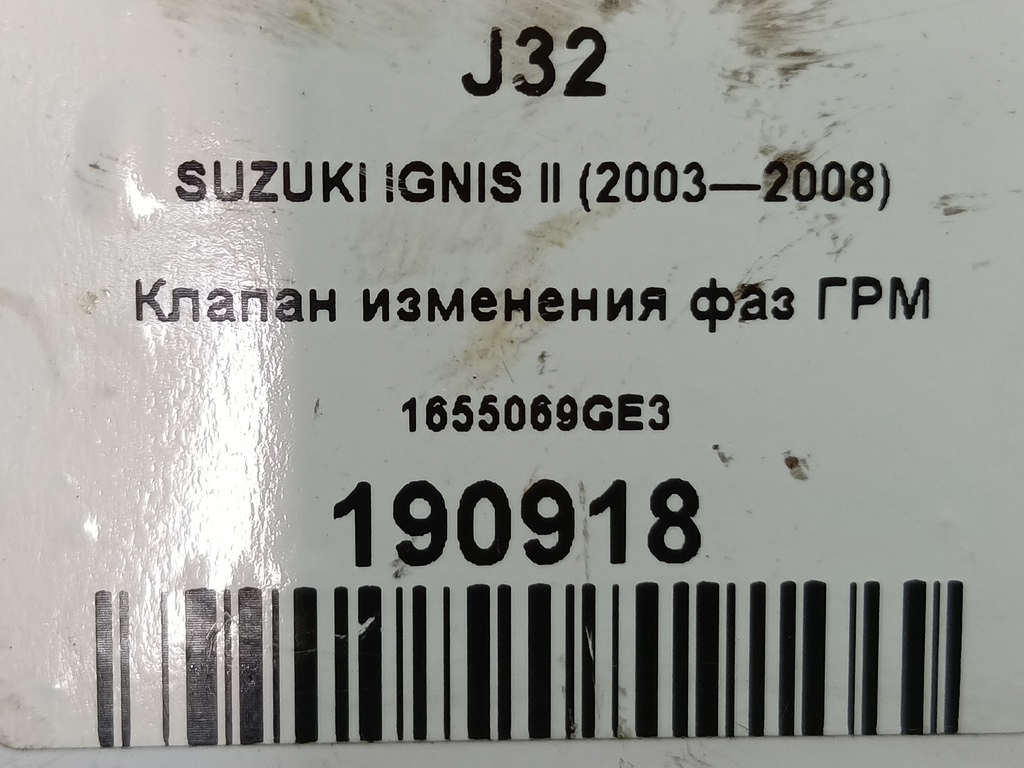 J32
SUZUKI IGNIS II (2003—2008)
Клапан изменения фаз ГРМ
1655069GE3
190918